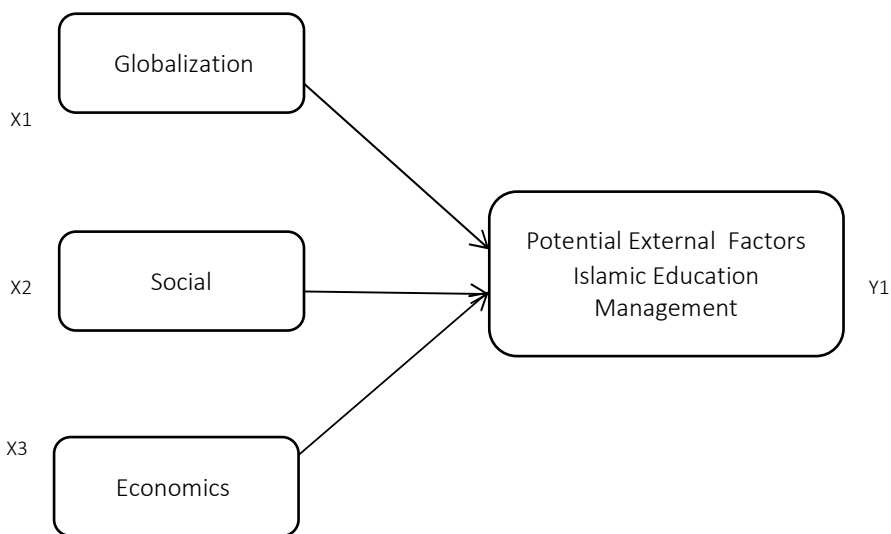 Globalization
X1
Potential External Factors
Islamic Education
Management
X2
Social
Y1
X3
Economics